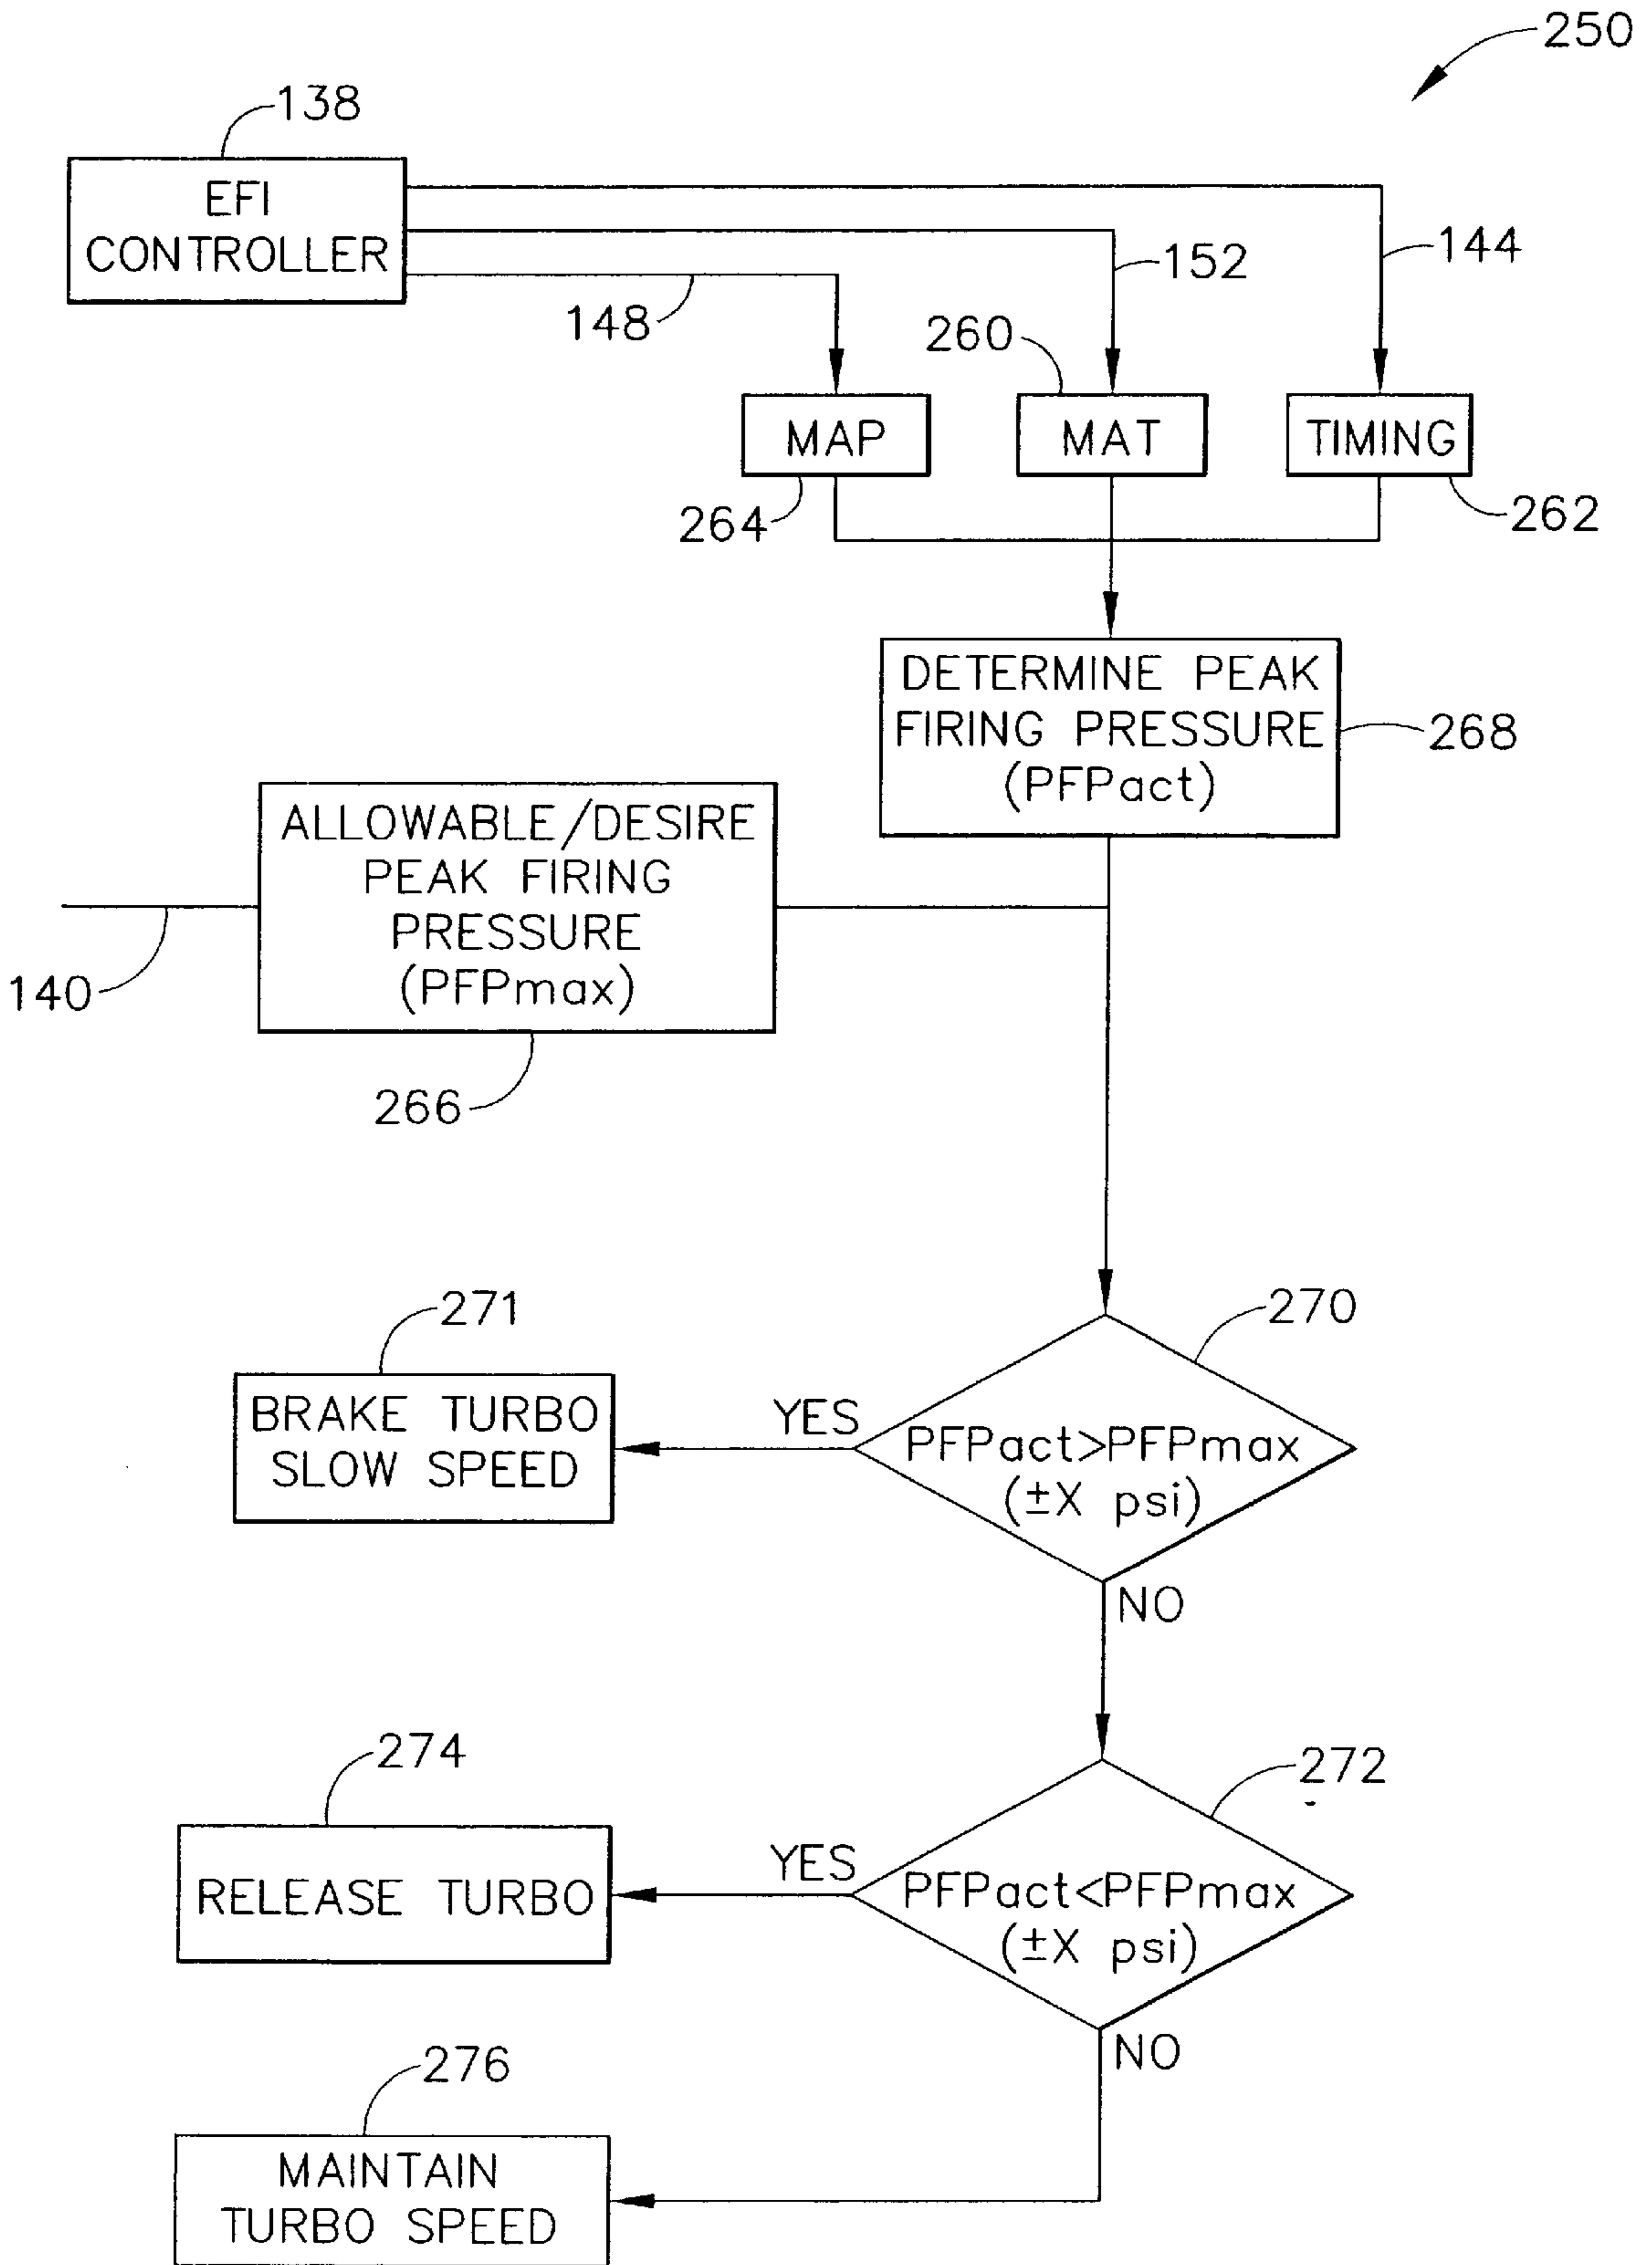 250
138
EFI
CONTROLLER
144
152
148
260
MAP
MAT
TIMING
264
262
DETERMINE PEAK
FIRING PRESSURE
(PFPact)
268
ALLOWABLE/DESIRE
PEAK FIRING
PRESSURE
(PFPmax)
140
266
271
270
BRAKE TURBO
SLOW SPEED
YES
PFPact>PFPmax
(±X psi)
NO
274
272
RELEASE TURBO
YES
PFPact<PFPmax
(±X psi)
NO
276
MAINTAIN
TURBO SPEED